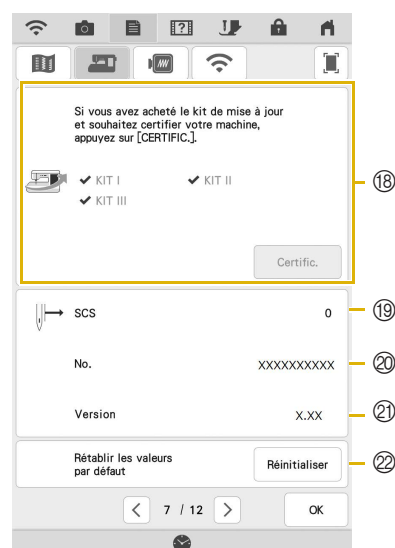 Si vous avez acheté le kit de mise à jour
et souhaitez certifier votre machine,
appuyez sur [CERTIFIC.].
✔ KIT I ✔ KIT II
✔ KIT III
⑱
Certific.
SCS 0 ⑲
No. XXXXXXXXXX ⑳
Version X.XX ㉑
Rétablir les valeurs
par défaut
Réinitialiser ㉒
< 7 / 12 > OK